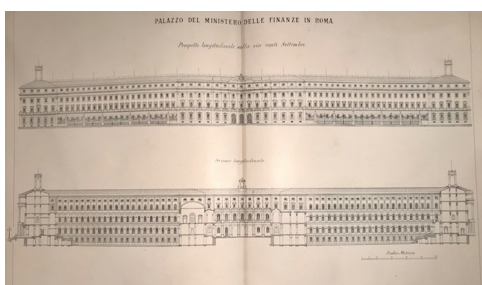 PALAZZO DEL MINISTERO DELLE FINANZE IN ROMA
Prospetto longitudinale sulla via venti Settembre
Sezione longitudinale